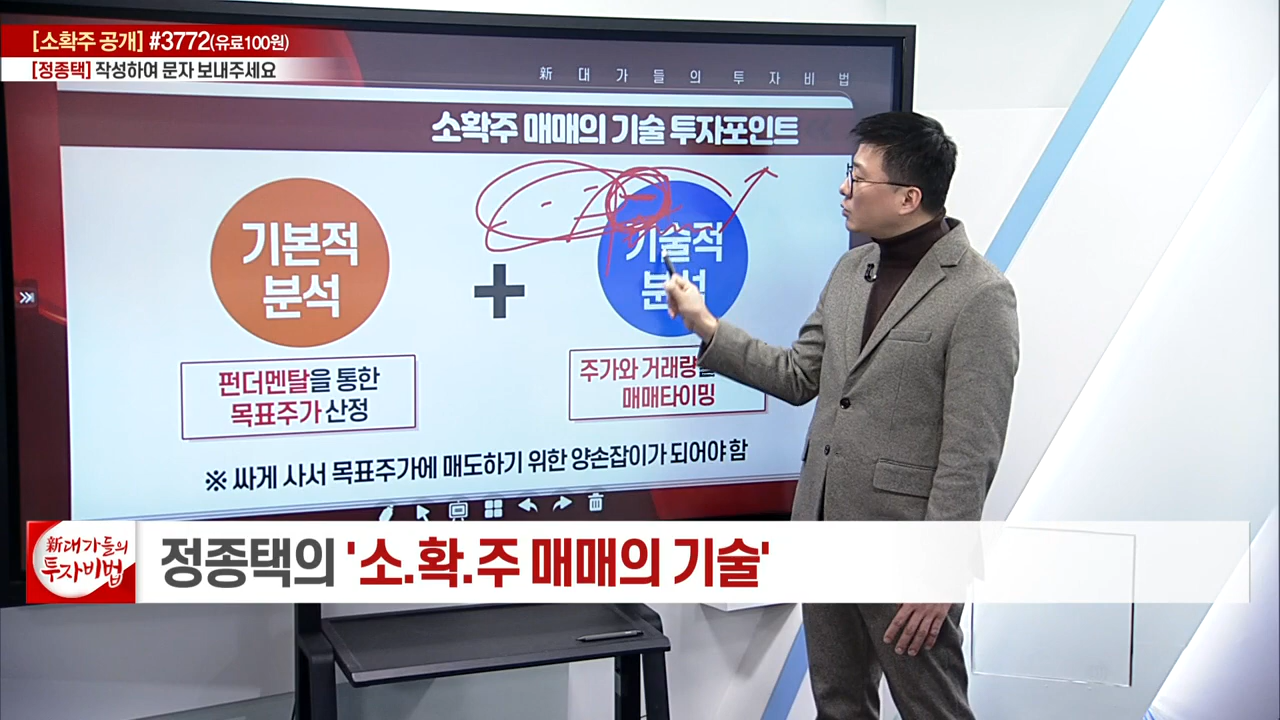 [소확주 공개] #3772(유료100원)
[정종택] 작성하여 문자 보내주세요
新 대 가 들 의 투 자 비 법
소확주 매매의 기술 투자포인트
기본적
분석
+
기술적
분석
펀더멘탈을 통한
목표주가 산정
주가와 거래량
매매타이밍
※ 싸게 사서 목표주가에 매도하기 위한 양손잡이가 되어야 함
新대가들의
투자비법
정종택의 '소.확.주 매매의 기술'